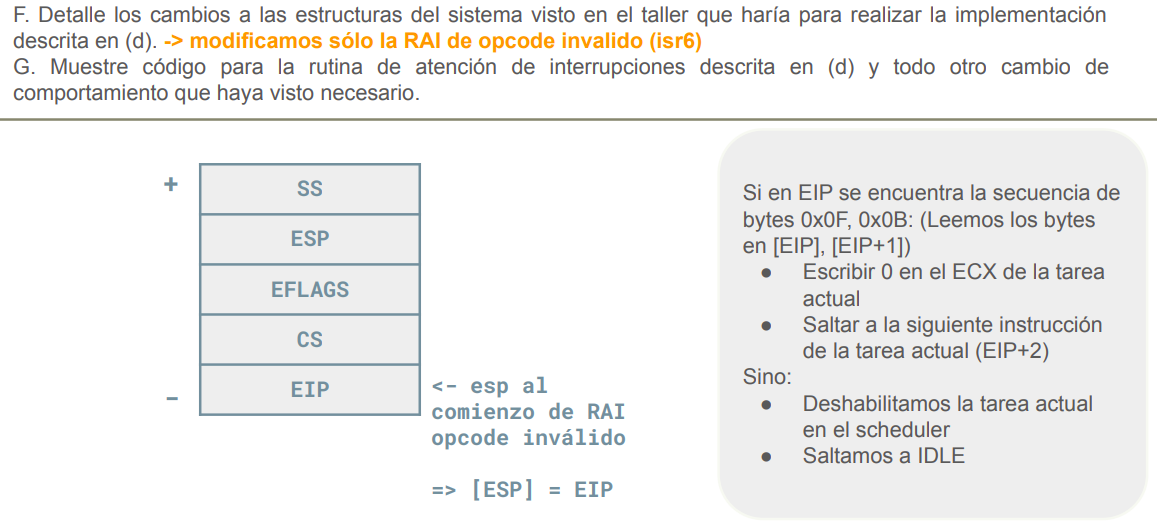 F. Detalle los cambios a las estructuras del sistema visto en el taller que haría para realizar la implementación
descrita en (d). -> modificamos sólo la RAI de opcode invalido (isr6)
G. Muestre código para la rutina de atención de interrupciones descrita en (d) y todo otro cambio de
comportamiento que haya visto necesario.
+
SS
ESP
EFLAGS
CS
EIP
-
<- esp al
comienzo de RAI
opcode inválido
=> [ESP] = EIP
Si en EIP se encuentra la secuencia de
bytes 0x0F, 0x0B: (Leemos los bytes
en [EIP], [EIP+1])
● Escribir 0 en el ECX de la tarea
actual
● Saltar a la siguiente instrucción
de la tarea actual (EIP+2)
Sino:
● Deshabilitamos la tarea actual
en el scheduler
● Saltamos a IDLE